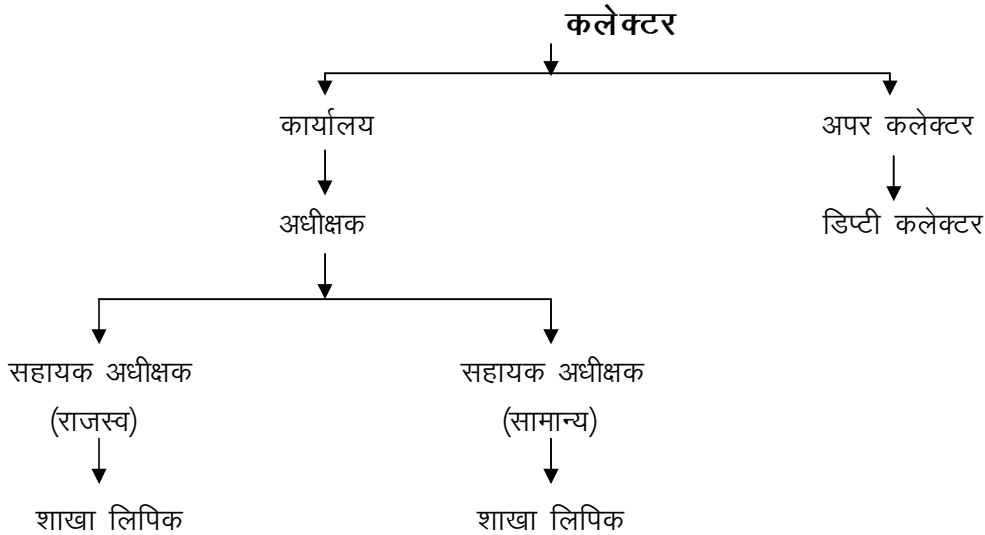 कलेक्टर
कार्यालय
अपर कलेक्टर
अधीक्षक
डिप्टी कलेक्टर
सहायक अधीक्षक
(राजस्व)
सहायक अधीक्षक
(सामान्य)
शाखा लिपिक
शाखा लिपिक